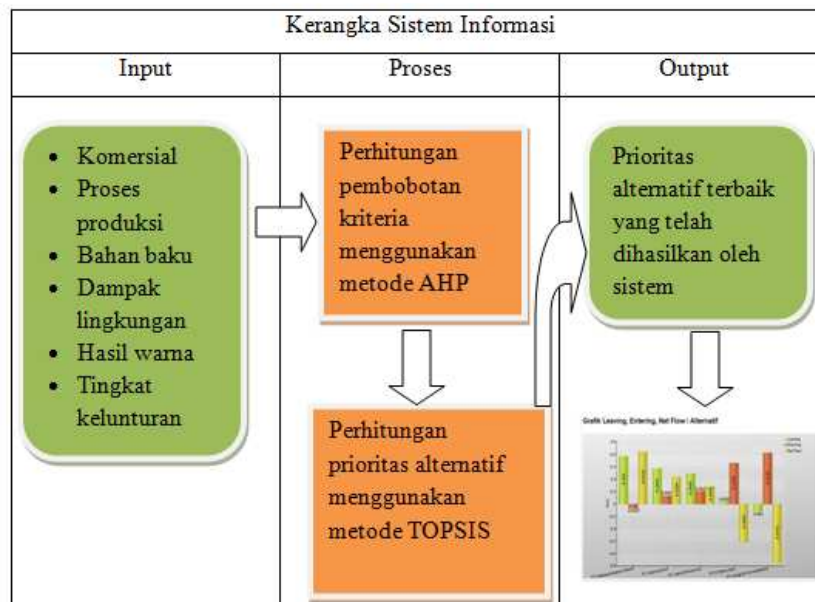 Kerangka Sistem Informasi
Input
Proses
Output
• Komersial
• Proses
produksi
• Bahan baku
• Dampak
lingkungan
• Hasil warna
• Tingkat
kelunturan
Perhitungan
pembobotan
kriteria
menggunakan
metode AHP
Perhitungan
prioritas alternatif
menggunakan
metode TOPSIS
Prioritas
alternatif terbaik
yang telah
dihasilkan oleh
sistem
Grafik Leaving, Entering, Net Flow : Alternatif